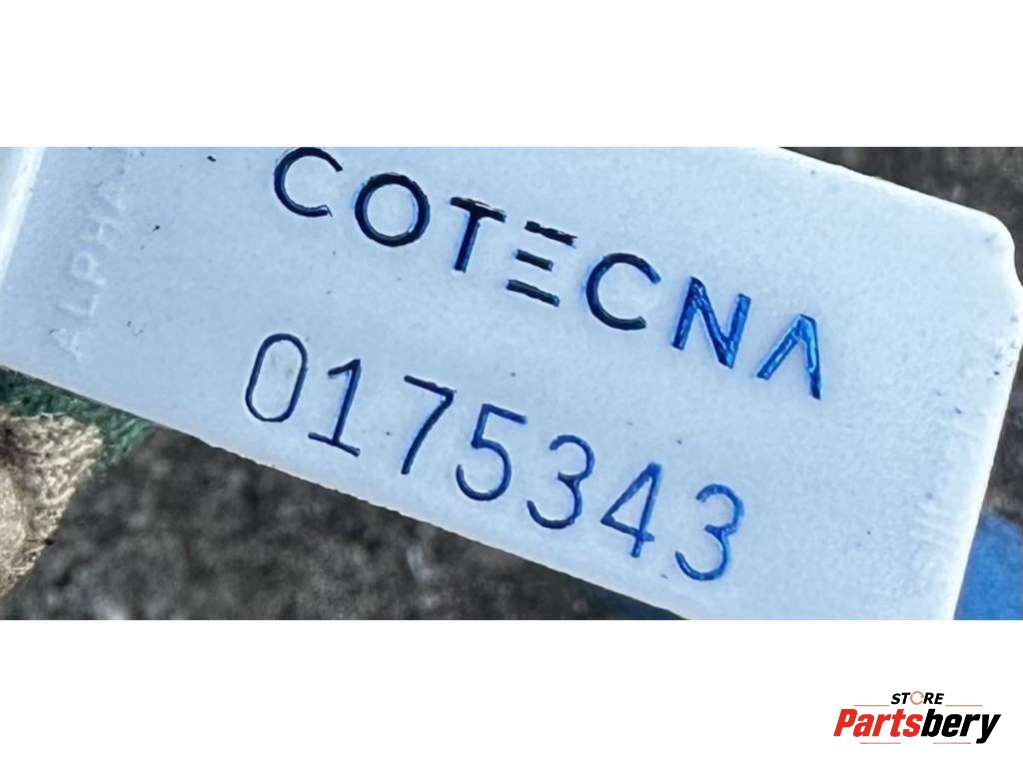 COTECNA
0175343
ALPHA
STORE
Partsbery